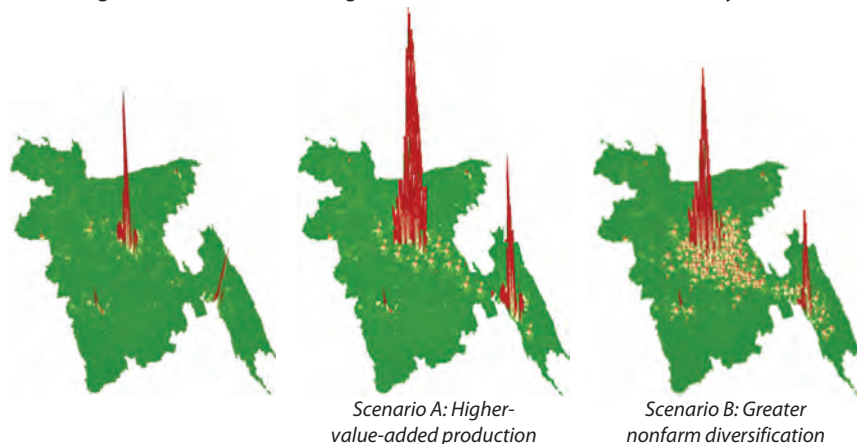 Scenario A: Higher-
value-added production
Scenario B: Greater
nonfarm diversification